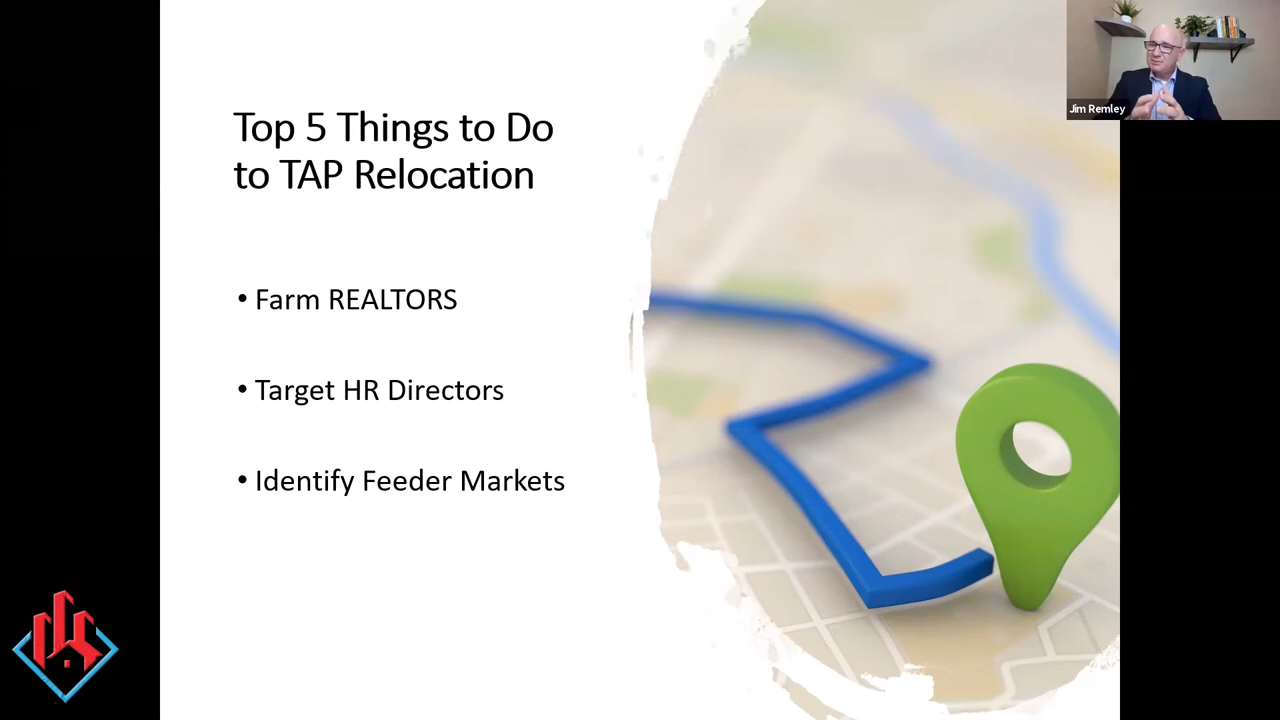 Top 5 Things to Do
to TAP Relocation
• Farm REALTORS
• Target HR Directors
• Identify Feeder Markets
Jim Remley